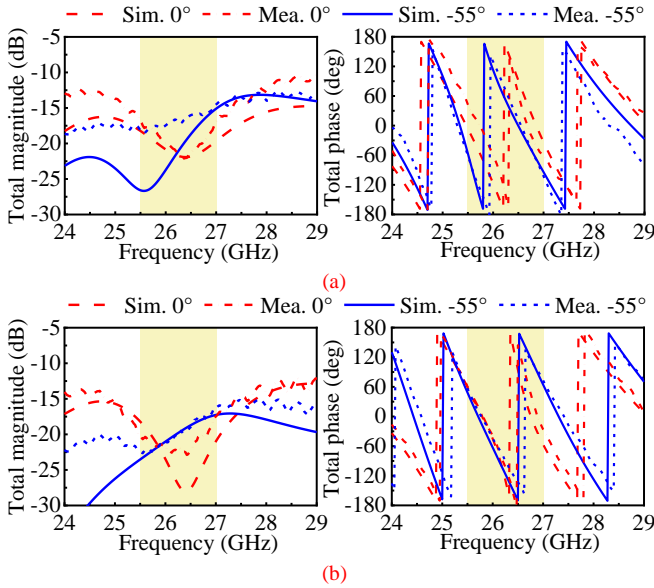 Sim. 0° Mea. 0° Sim. -55° Mea. -55°
Total magnitude (dB)
-5
-10
-15
-20
-25
-30
24 25 26 27 28 29
Frequency (GHz)
Total phase (deg)
180
120
60
0
-60
-120
-180
24 25 26 27 28 29
Frequency (GHz)
(a)
Sim. 0° Mea. 0° Sim. -55° Mea. -55°
Total magnitude (dB)
-5
-10
-15
-20
-25
-30
24 25 26 27 28 29
Frequency (GHz)
Total phase (deg)
180
120
60
0
-60
-120
-180
24 25 26 27 28 29
Frequency (GHz)
(b)